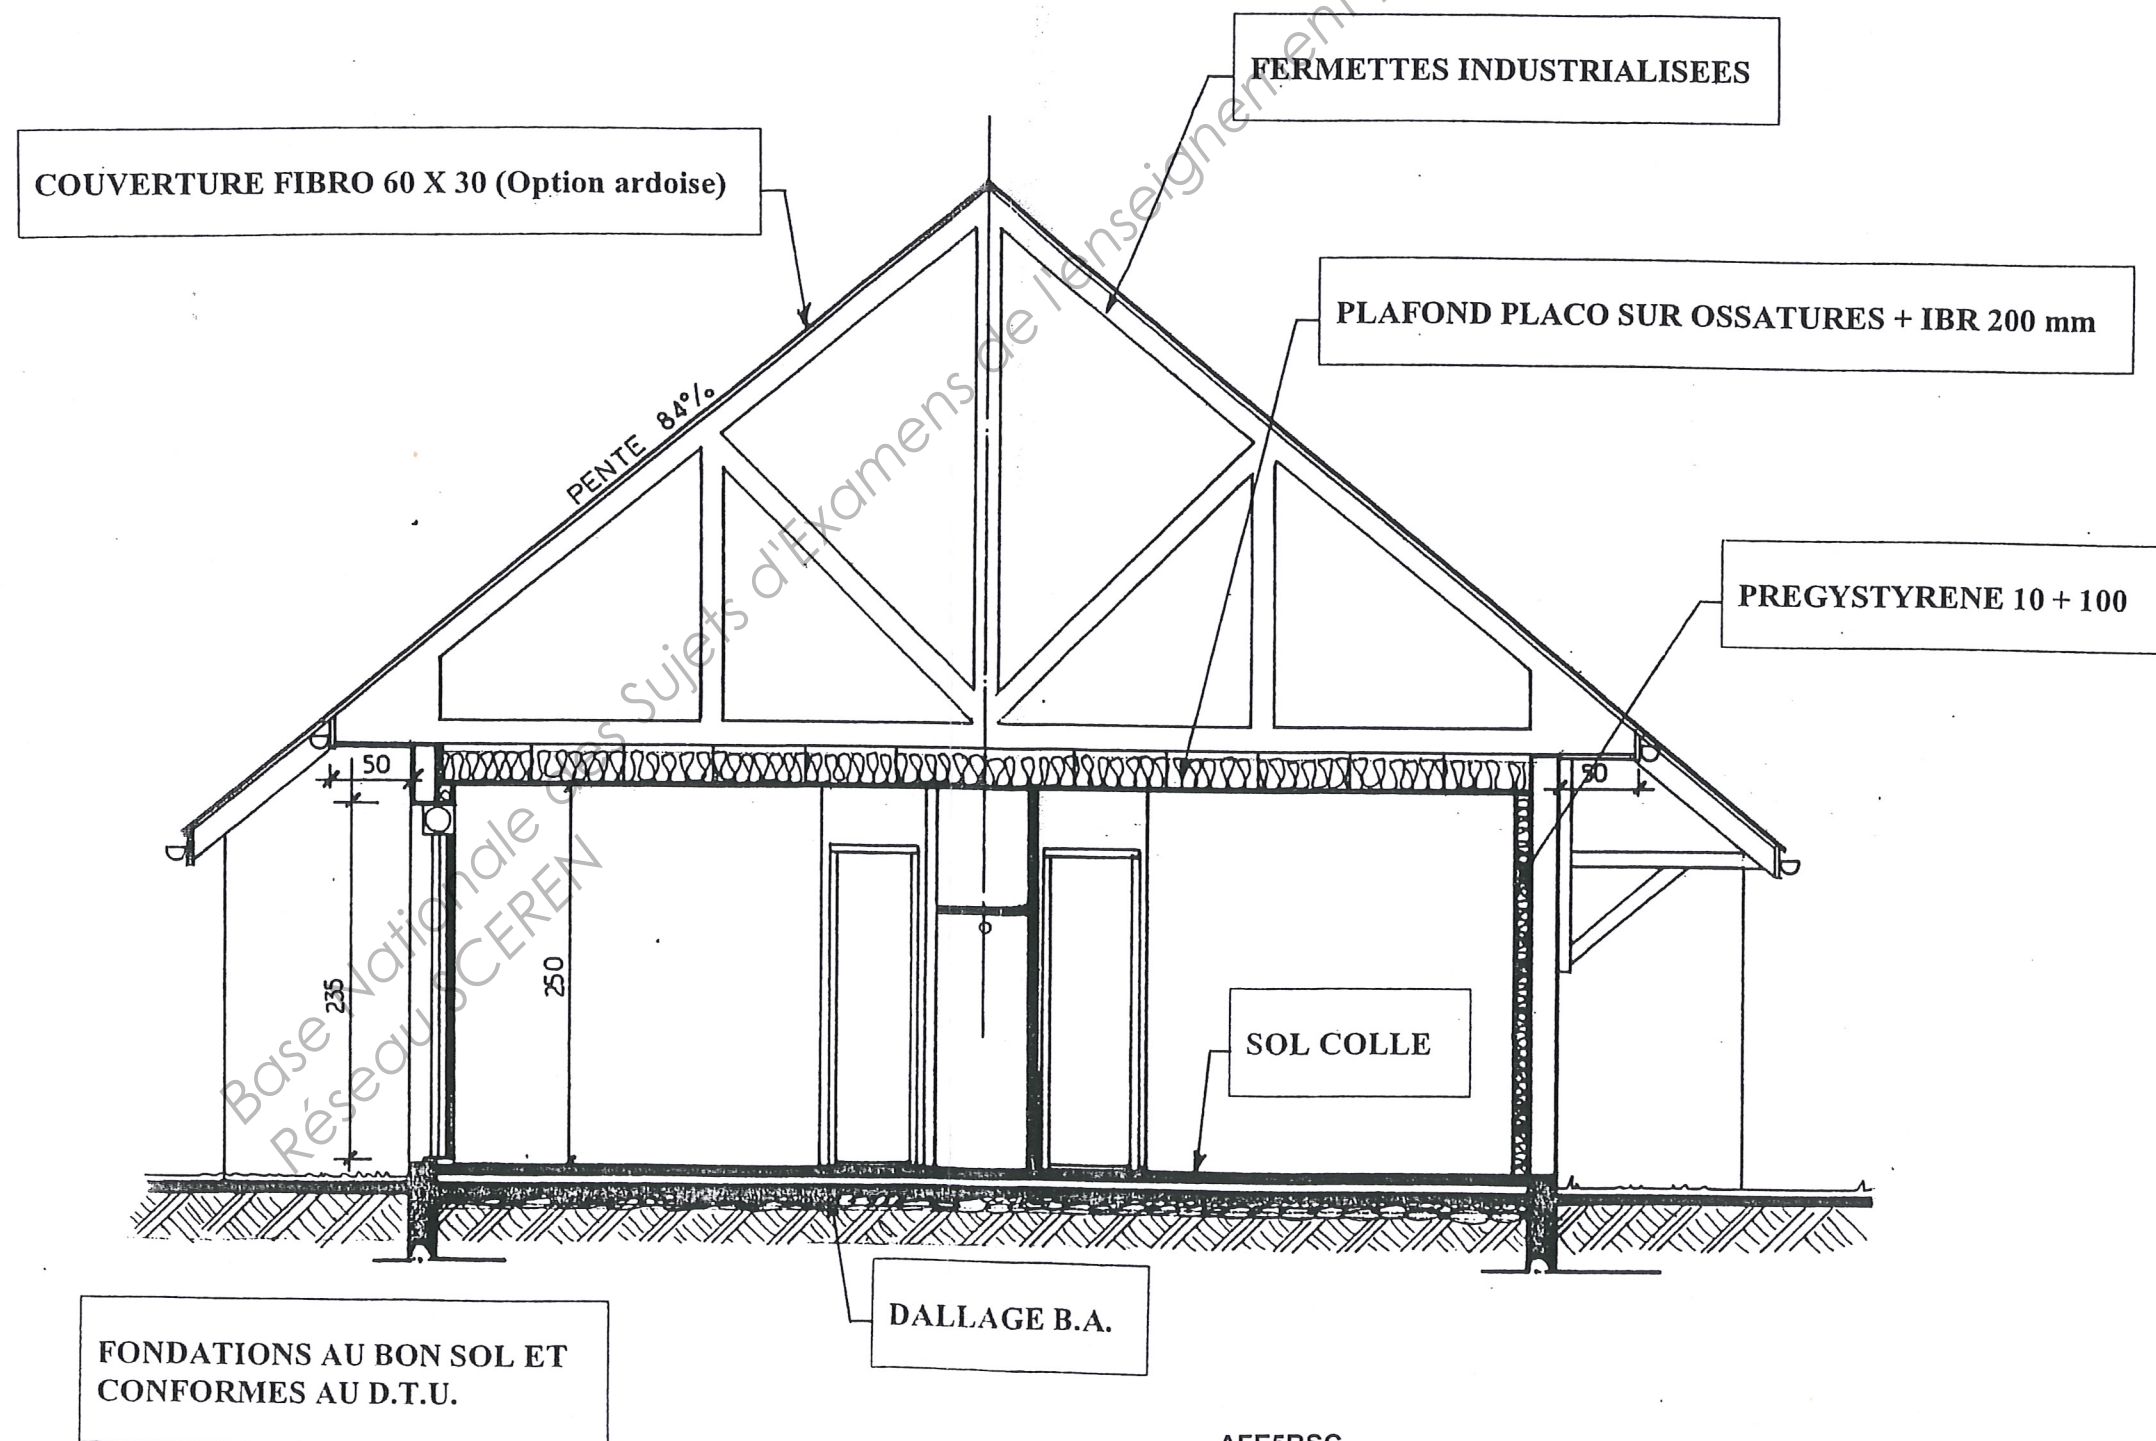 FERMETTES INDUSTRIALISEES
COUVERTURE FIBRO 60 X 30 (Option ardoise)
PLAFOND PLACO SUR OSSATURES + IBR 200 mm
PENTE 84%
PREGYSTYRENE 10 + 100
50
50
235
250
SOL COLLE
DALLAGE B.A.
FONDATIONS AU BON SOL ET
CONFORMES AU D.T.U.
Base Nationale des Sujets d'Examens de l'enseignement
Réseau SCEREN